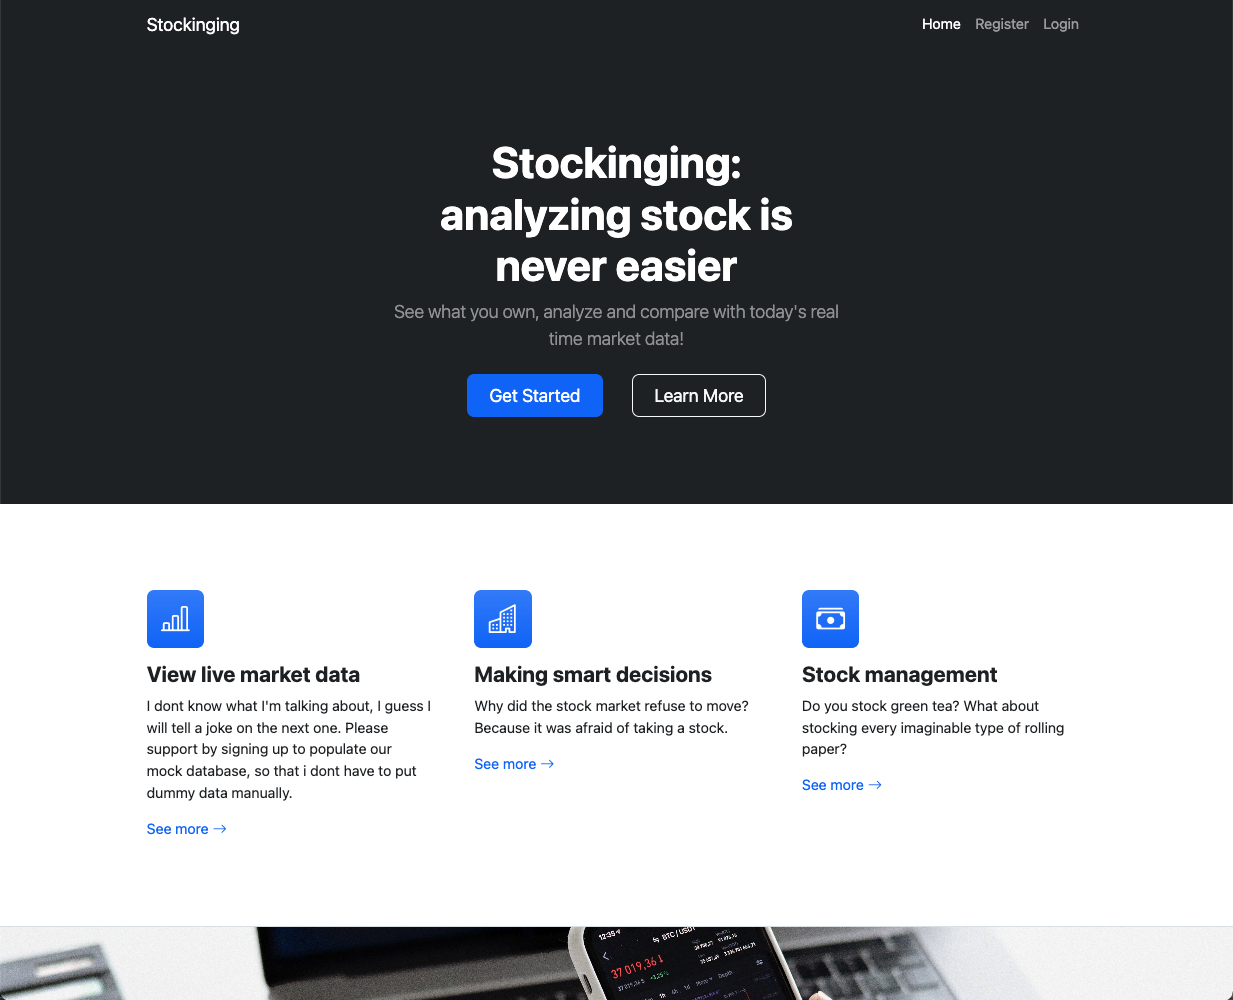 Stockinging
Home Register Login
Stockinging:
analyzing stock is
never easier
See what you own, analyze and compare with today's real
time market data!
Get Started Learn More
View live market data
I dont know what I'm talking about, I guess I
will tell a joke on the next one. Please
support by signing up to populate our
mock database, so that i dont have to put
dummy data manually.
See more →
Making smart decisions
Why did the stock market refuse to move?
Because it was afraid of taking a stock.
See more →
Stock management
Do you stock green tea? What about
stocking every imaginable type of rolling
paper?
See more →
12:35
BTC/USDT
37 019,36
Depth